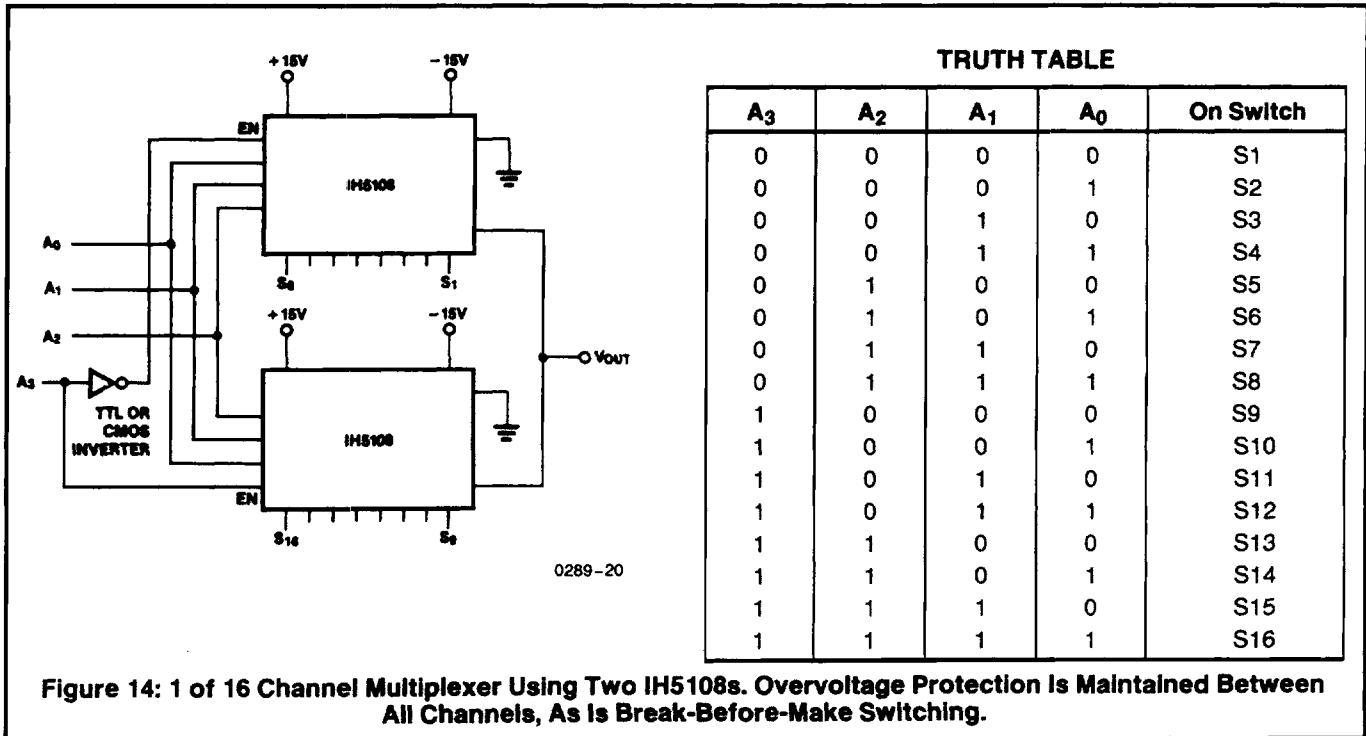 +15V
-15V
EN
IH5108
A0
A1
A2
A3
S8
S1
+15V
-15V
VOUT
TTL OR
CMOS
INVERTER
IH5108
EN
S16
S9
0289-20
TRUTH TABLE
A3 A2 A1 A0 On Switch
0 0 0 0 S1
0 0 0 1 S2
0 0 1 0 S3
0 0 1 1 S4
0 1 0 0 S5
0 1 0 1 S6
0 1 1 0 S7
0 1 1 1 S8
1 0 0 0 S9
1 0 0 1 S10
1 0 1 0 S11
1 0 1 1 S12
1 1 0 0 S13
1 1 0 1 S14
1 1 1 0 S15
1 1 1 1 S16
Figure 14: 1 of 16 Channel Multiplexer Using Two IH5108s. Overvoltage Protection Is Maintained Between
All Channels, As Is Break-Before-Make Switching.